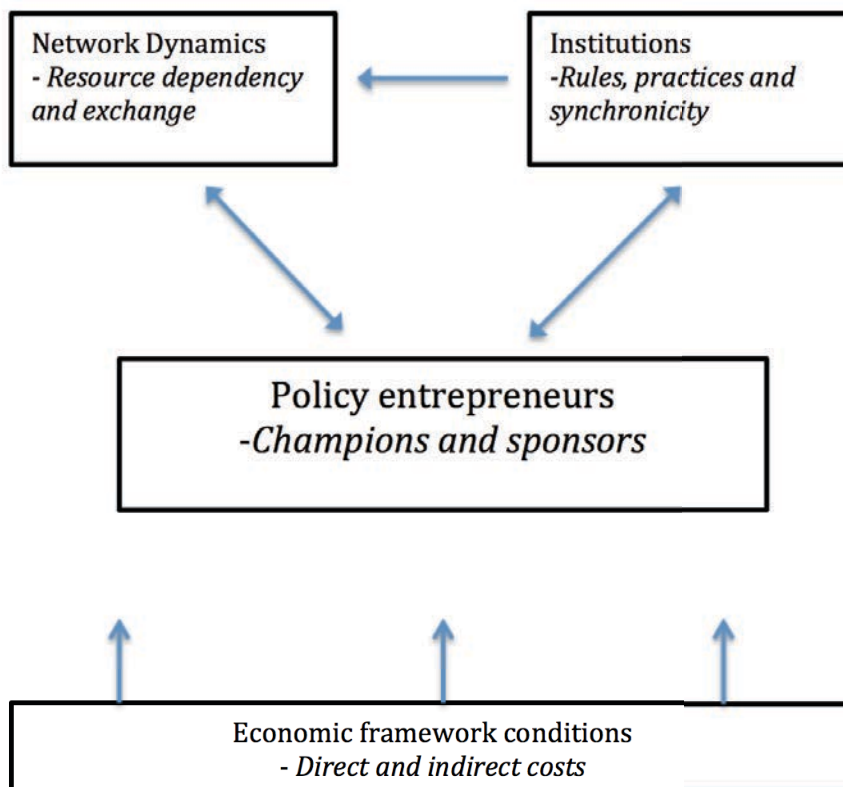 Network Dynamics
- Resource dependency
and exchange
Institutions
-Rules, practices and
synchronicity
Policy entrepreneurs
-Champions and sponsors
Economic framework conditions
- Direct and indirect costs